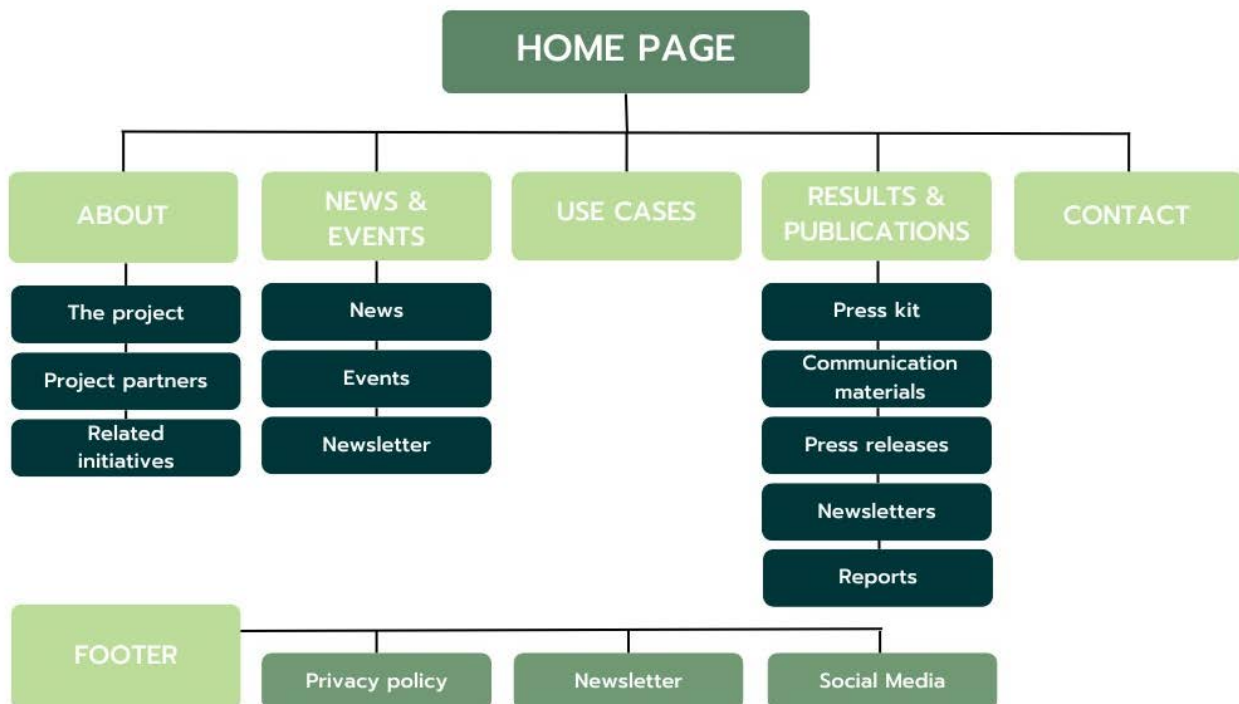 HOME PAGE
ABOUT
NEWS &
EVENTS
USE CASES
RESULTS &
PUBLICATIONS
CONTACT
The project
Project partners
Related
initiatives
News
Events
Newsletter
Press kit
Communication
materials
Press releases
Newsletters
Reports
FOOTER
Privacy policy
Newsletter
Social Media